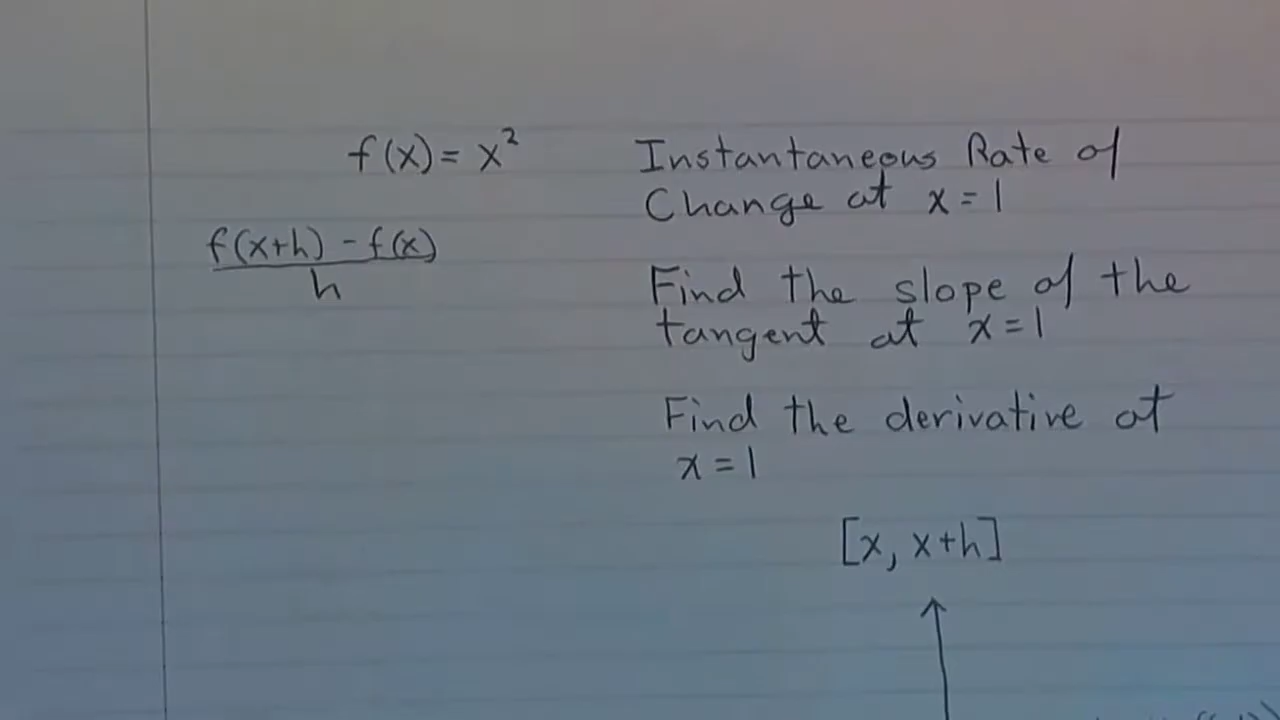 f(x) = x²
f(x+h) - f(x)
h
Instantaneous Rate of
Change at x = 1
Find the slope of the
tangent at x = 1
Find the derivative at
x = 1
[x, x+h]